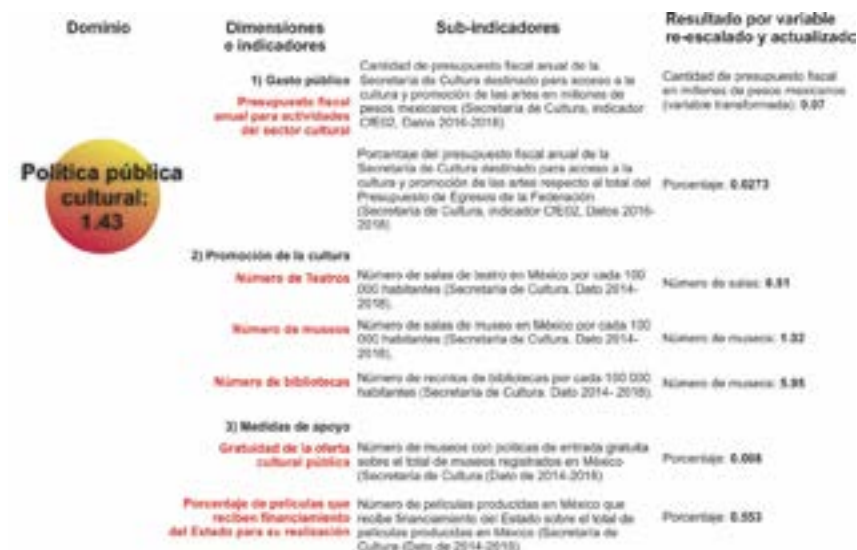 Dominio
Dimensiones
e indicadores
Sub-indicadores
Resultado por variable
re-escalado y actualizado
Política pública
cultural:
1.43
1) Gasto público
Presupuesto fiscal
anual para actividades
del sector cultural
Cantidad de presupuesto fiscal anual de la
Secretaría de Cultura destinado para acceso a la
cultura y promoción de las artes en millones de
pesos mexicanos (Secretaría de Cultura, indicador
CfE02, Datos 2016-2018)
Cantidad de presupuesto fiscal
en millones de pesos mexicanos
(variable transformada): 0.07
Porcentaje del presupuesto fiscal anual de la
Secretaría de Cultura destinado para acceso a la
cultura y promoción de las artes respecto al total del
Presupuesto de Egresos de la Federación
(Secretaría de Cultura, indicador CfE02, Datos 2016-
2018)
Porcentaje: 0.0273
2) Promoción de la cultura
Número de Teatros
Número de salas de teatro en México por cada 100
000 habitantes (Secretaría de Cultura. Dato 2014-
2018).
Número de salas: 0.51
Número de museos
Número de salas de museo en México por cada 100
000 habitantes (Secretaría de Cultura. Dato 2014-
2018).
Número de museos: 1.02
Número de bibliotecas
Número de recintos de bibliotecas por cada 100 000
habitantes (Secretaría de Cultura. Dato 2014- 2018).
Número de museos: 5.95
3) Medidas de apoyo
Gratuidad de la oferta
cultural pública
Número de museos con políticas de entrada gratuita
sobre el total de museos registrados en México
(Secretaría de Cultura (Dato de 2014-2018)
Porcentaje:
Porcentaje de películas que
reciben financiamiento
del Estado para su realización
Número de películas producidas en México que
recibe financiamiento del Estado sobre el total de
películas producidas en México (Secretaría de
Cultura (Dato de 2014-2018)
Porcentaje: 0.553